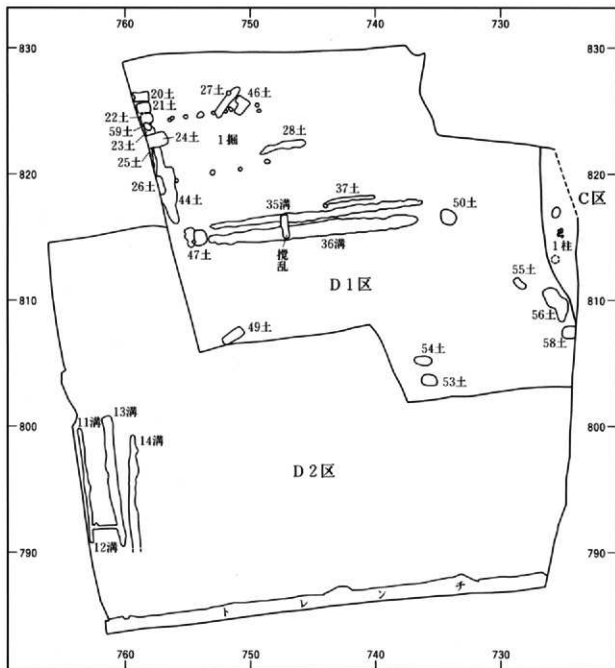 760
750
740
730
830
830
20土
27土
46土
21土
22土
59土
1掘
23土
24土
28土
820
25土
820
26土
44土
37土
50土
C区
35溝
1柱
47土
36溝
攪乱
D1区
55土
810
56土
810
49土
58土
54土
53土
800
800
11溝
13溝
14溝
D2区
790
12溝
790
トレンチ
760
750
740
730